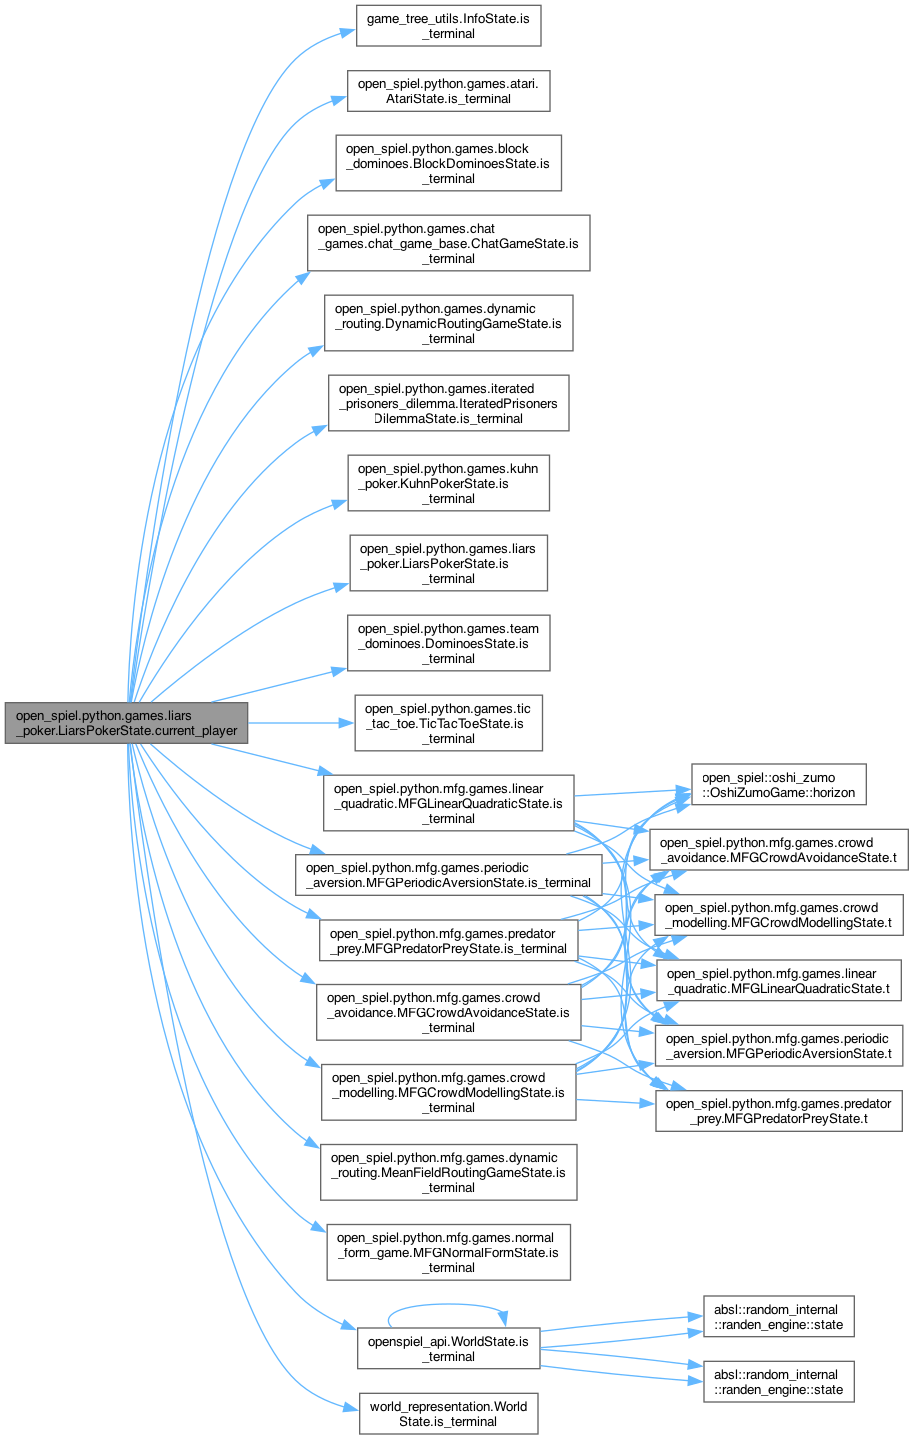 game_tree_utils.InfoState.is
_terminal
open_spiel.python.games.atari.
AtariState.is_terminal
open_spiel.python.games.block
_dominoes.BlockDominoesState.is
_terminal
open_spiel.python.games.chat
_games.chat_game_base.ChatGameState.is
_terminal
open_spiel.python.games.dynamic
_routing.DynamicRoutingGameState.is
_terminal
open_spiel.python.games.iterated
_prisoners_dilemma.IteratedPrisoners
DilemmaState.is_terminal
open_spiel.python.games.kuhn
_poker.KuhnPokerState.is
_terminal
open_spiel.python.games.liars
_poker.LiarsPokerState.is
_terminal
open_spiel.python.games.team
_dominoes.DominoesState.is
_terminal
open_spiel.python.games.liars
_poker.LiarsPokerState.current_player
open_spiel.python.games.tic
_tac_toe.TicTacToeState.is
_terminal
open_spiel.python.mfg.games.linear
_quadratic.MFGLinearQuadraticState.is
_terminal
open_spiel.python.mfg.games.periodic
_aversion.MFGPeriodicAversionState.is_terminal
open_spiel.python.mfg.games.predator
_prey.MFGPredatorPreyState.is_terminal
open_spiel.python.mfg.games.crowd
_avoidance.MFGCrowdAvoidanceState.is
_terminal
open_spiel.python.mfg.games.crowd
_modelling.MFGCrowdModellingState.is
_terminal
open_spiel::oshi_zumo
::OshiZumoGame::horizon
open_spiel.python.mfg.games.crowd
_avoidance.MFGCrowdAvoidanceState.t
open_spiel.python.mfg.games.crowd
_modelling.MFGCrowdModellingState.t
open_spiel.python.mfg.games.linear
_quadratic.MFGLinearQuadraticState.t
open_spiel.python.mfg.games.periodic
_aversion.MFGPeriodicAversionState.t
open_spiel.python.mfg.games.predator
_prey.MFGPredatorPreyState.t
open_spiel.python.mfg.games.dynamic
_routing.MeanFieldRoutingGameState.is
_terminal
open_spiel.python.mfg.games.normal
_form_game.MFGNormalFormState.is
_terminal
openspiel_api.WorldState.is
_terminal
absl::random_internal
::randen_engine::state
absl::random_internal
::randen_engine::state
world_representation.World
State.is_terminal